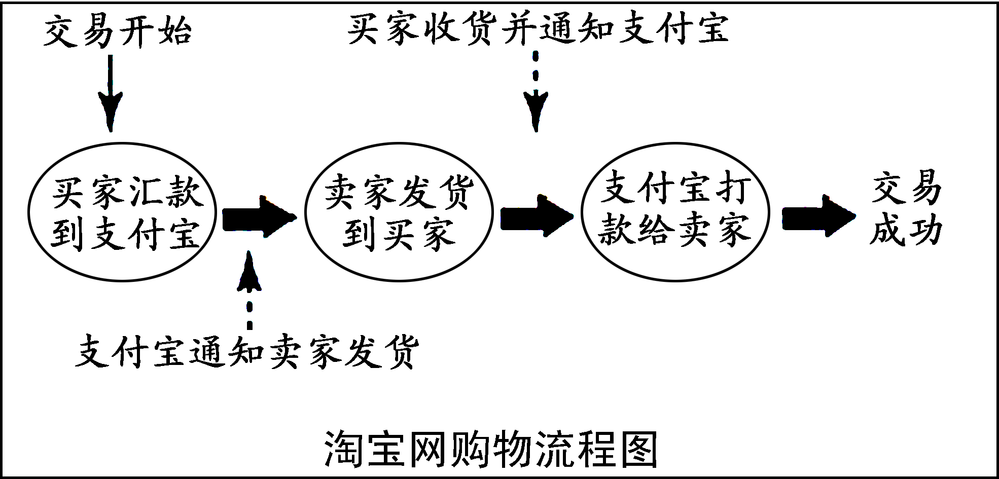 交易开始
买家收货并通知支付宝
买家汇款
到支付宝
卖家发货
到买家
支付宝打
款给卖家
交易
成功
支付宝通知卖家发货
淘宝网购物流程图